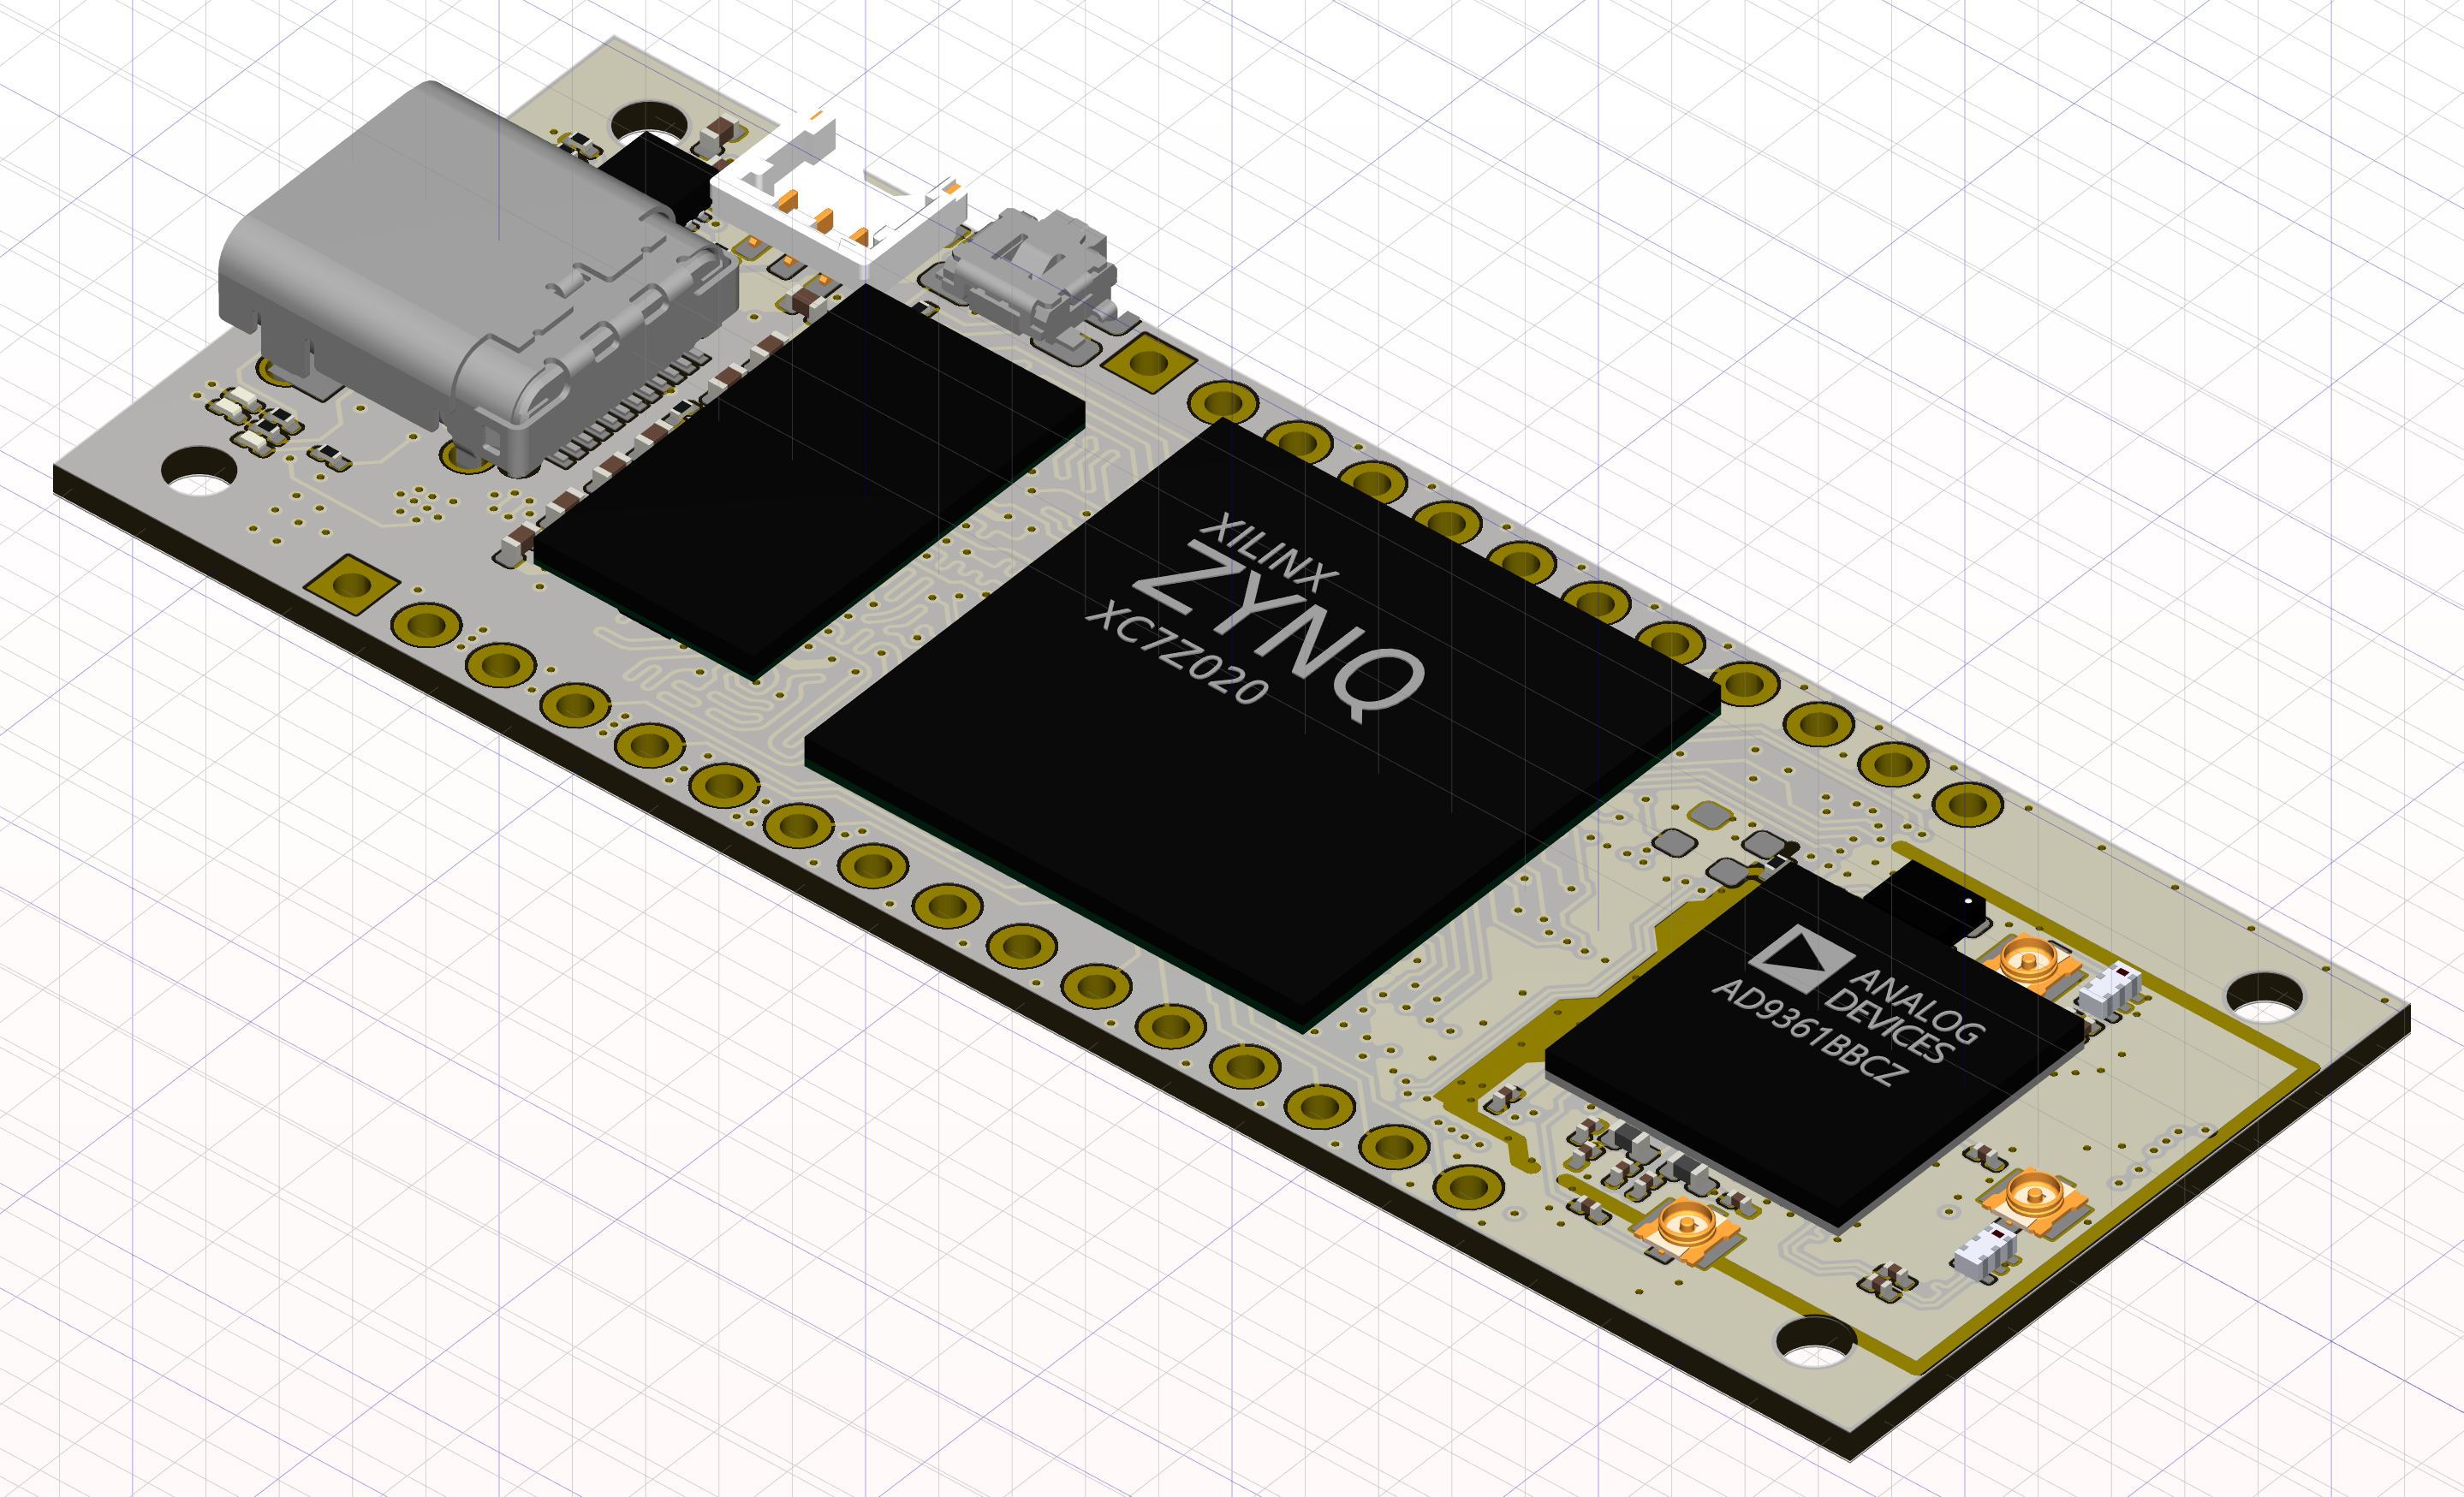 XILINX
ZYNQ
XC7Z020
ANALOG
DEVICES
AD9361BBCZ